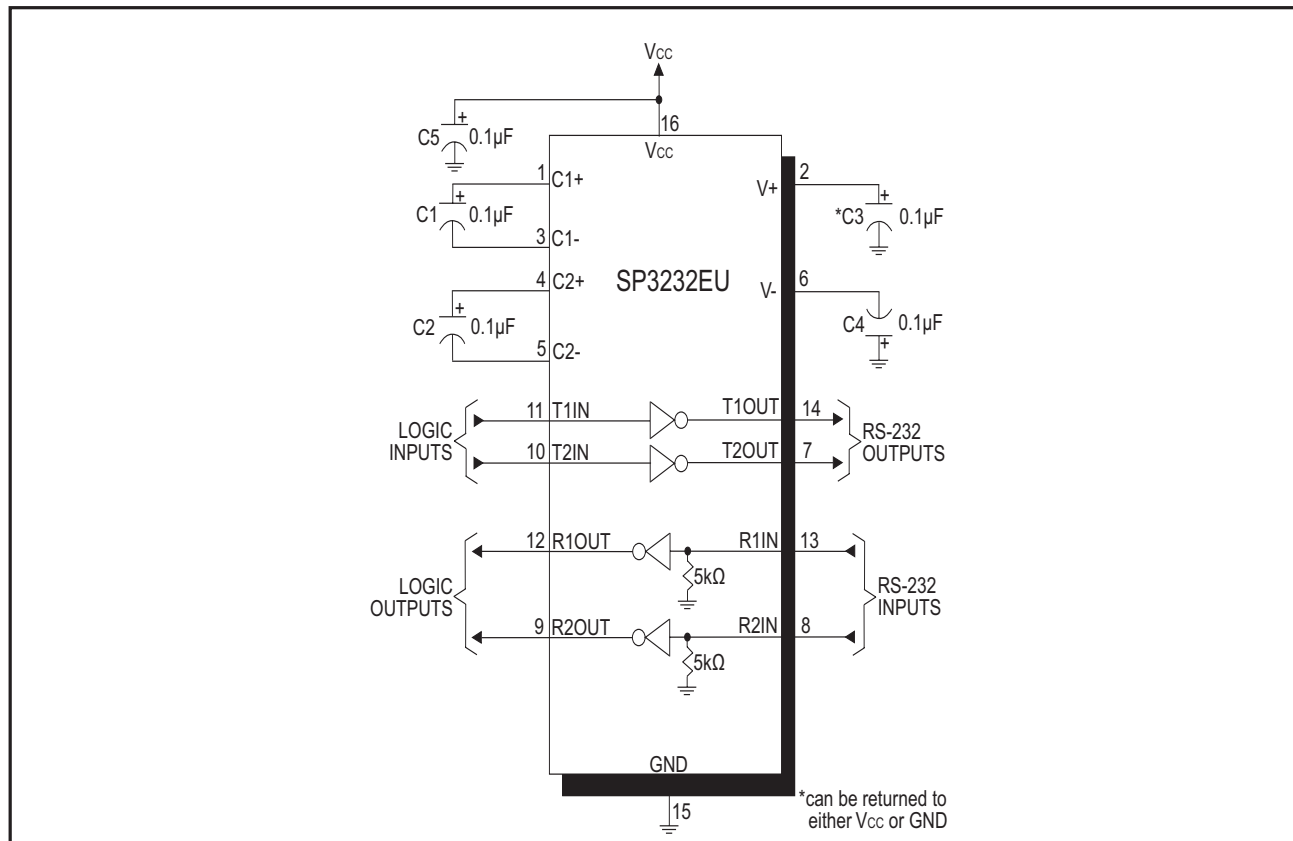 Vcc
16
Vcc
C5
+
0.1µF
1
C1+
C1
+
0.1µF
3
C1-
4
C2+
C2
+
0.1µF
5
C2-
SP3232EU
V+
2
*C3
+
0.1µF
V-
6
C4
0.1µF
+
LOGIC
INPUTS
11
T1IN
T1OUT
14
10
T2IN
T2OUT
7
RS-232
OUTPUTS
LOGIC
OUTPUTS
12
R1OUT
R1IN
13
5kΩ
9
R2OUT
R2IN
8
5kΩ
RS-232
INPUTS
GND
15
*can be returned to
either Vcc or GND